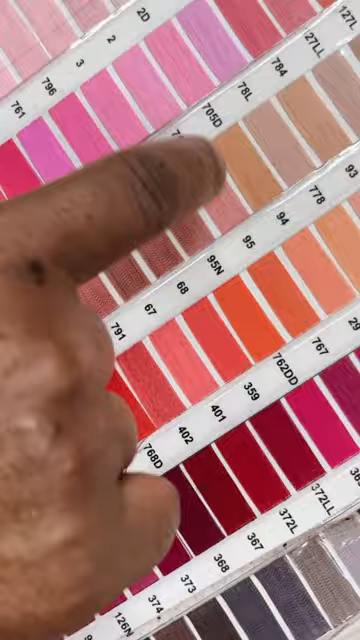 761 796 3 2 2D
705D 78L 784 27LL 127L
791 67 68 95N 95 94 778 93
768D 402 401 359 762DD 767
126N 374 373 368 367 372L 372LL